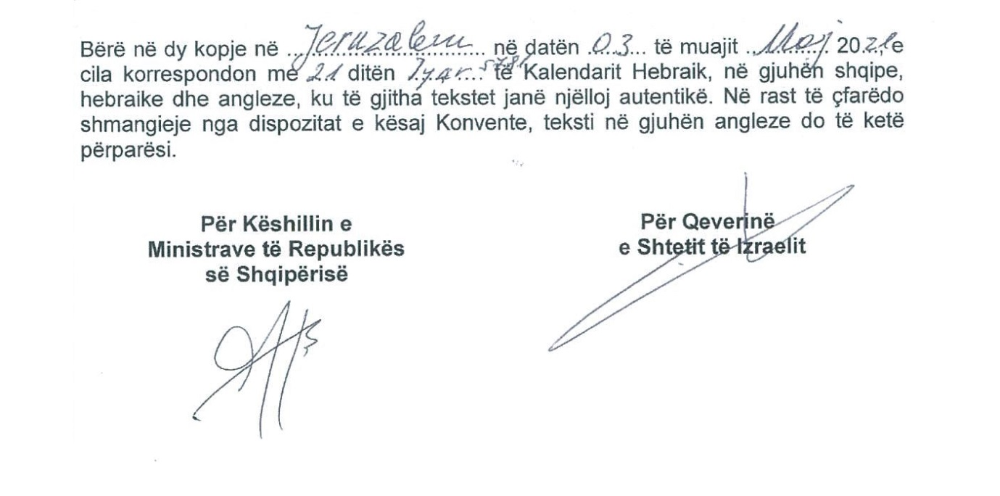 Bërë në dy kopje në ..Jeruzalem.. në datën .03... të muajit ..Maj. 2021, e
cila korrespondon me 21 ditën Iyar...5781 të Kalendarit Hebraik, në gjuhën shqipe,
hebraike dhe angleze, ku të gjitha tekstet janë njëlloj autentikë. Në rast të çfarëdo
shmangieje nga dispozitat e kësaj Konvente, teksti në gjuhën angleze do të ketë
përparësi.
Për Këshillin e
Ministrave të Republikës
së Shqipërisë
Për Qeverinë
e Shtetit të Izraelit